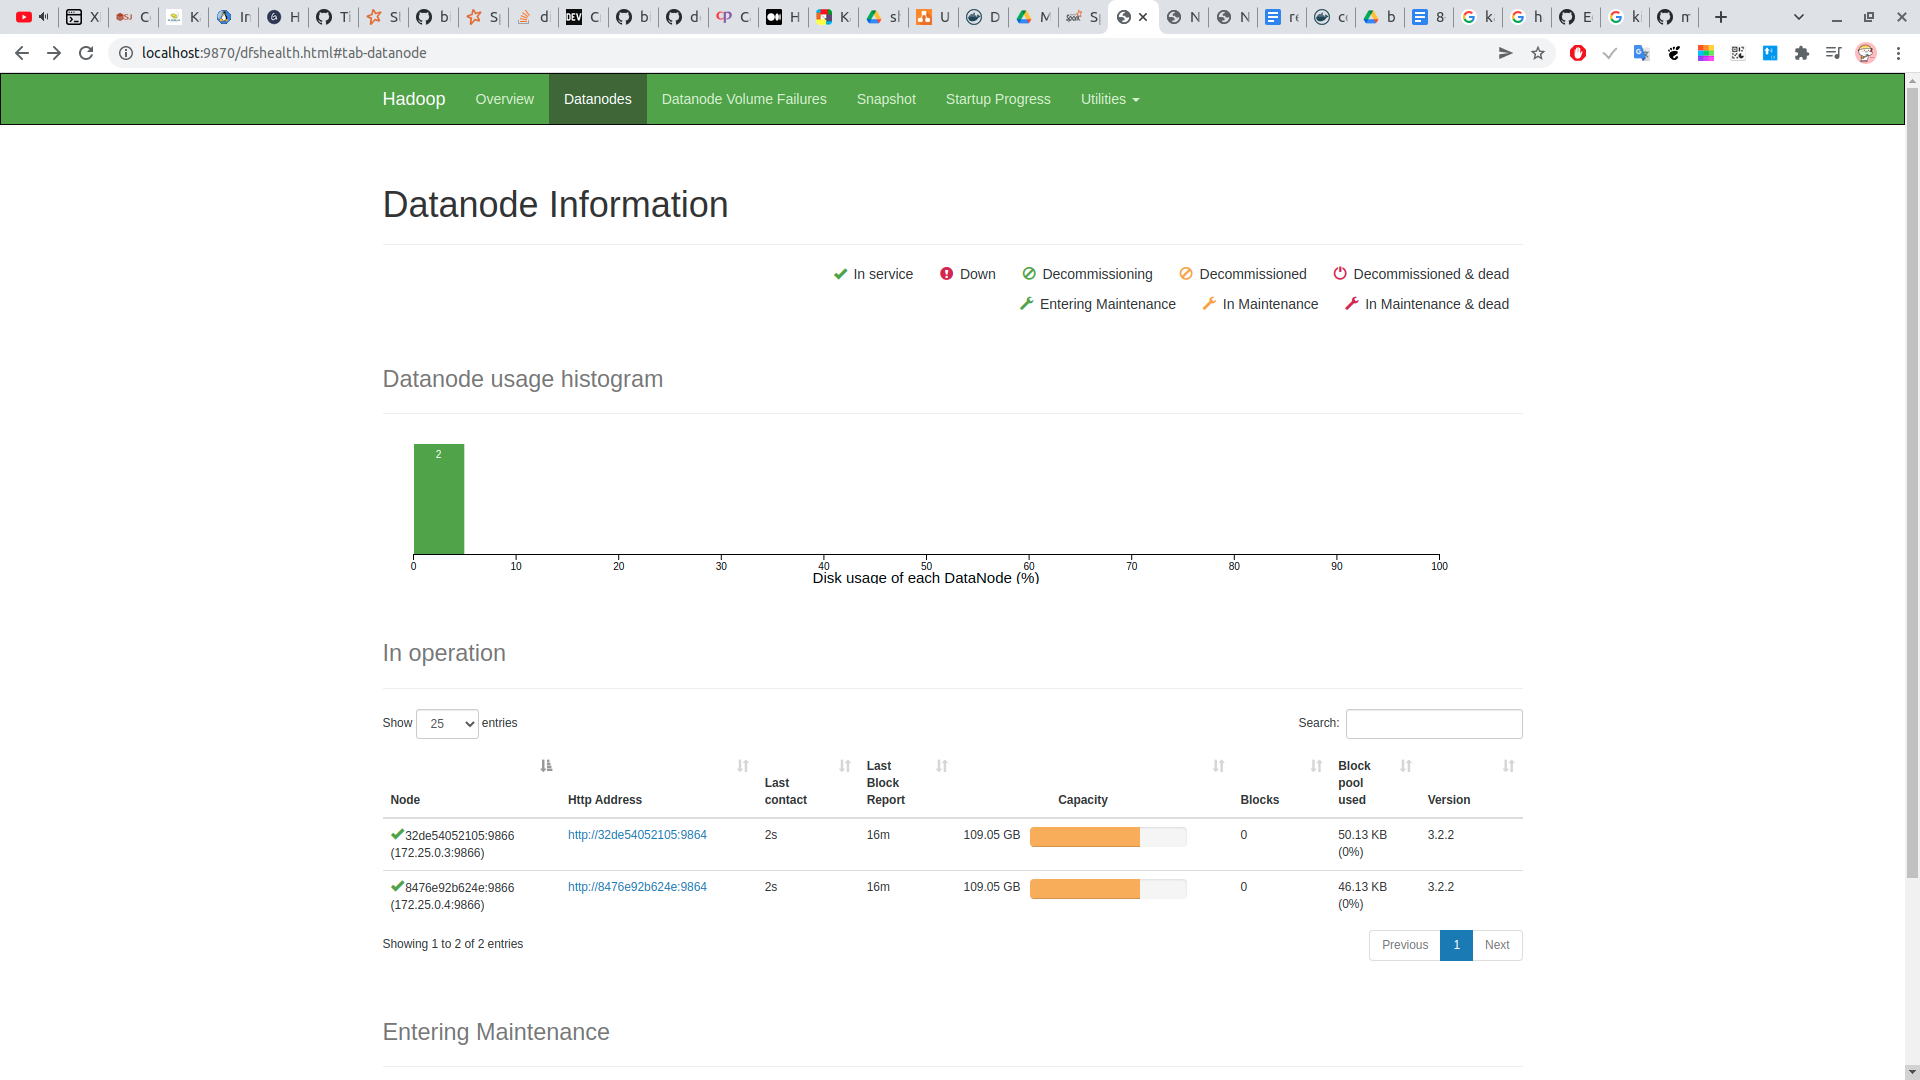 localhost:9870/dfshealth.html#tab-datanode
Hadoop Overview Datanodes Datanode Volume Failures Snapshot Startup Progress Utilities
Datanode Information
In service Down Decommissioning Decommissioned Decommissioned & dead
Entering Maintenance In Maintenance In Maintenance & dead
Datanode usage histogram
2
0 10 20 30 40 50 60 70 80 90 100
Disk usage of each DataNode (%)
In operation
Show 25 entries Search:
Node Http Address Last contact Last Block Report Capacity Blocks Block pool used Version
32de54052105:9866 http://32de54052105:9864 2s 16m 109.05 GB 0 50.13 KB 3.2.2
(172.25.0.3:9866) (0%)
8476e92b624e:9866 http://8476e92b624e:9864 2s 16m 109.05 GB 0 46.13 KB 3.2.2
(172.25.0.4:9866) (0%)
Showing 1 to 2 of 2 entries Previous 1 Next
Entering Maintenance